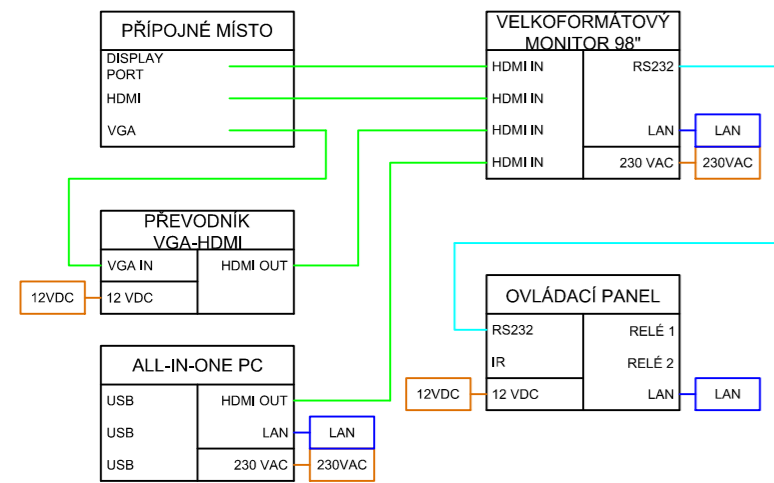 PŘÍPOJNÉ MÍSTO
DISPLAY
PORT
HDMI
VGA
VELKOFORMÁTOVÝ
MONITOR 98"
HDMI IN
RS232
HDMI IN
HDMI IN
LAN
LAN
HDMI IN
230 VAC
230VAC
PŘEVODNÍK
VGA-HDMI
VGA IN
HDMI OUT
12VDC
12 VDC
OVLÁDACÍ PANEL
RS232
RELÉ 1
IR
RELÉ 2
12VDC
12 VDC
LAN
LAN
ALL-IN-ONE PC
USB
HDMI OUT
USB
LAN
LAN
USB
230 VAC
230VAC